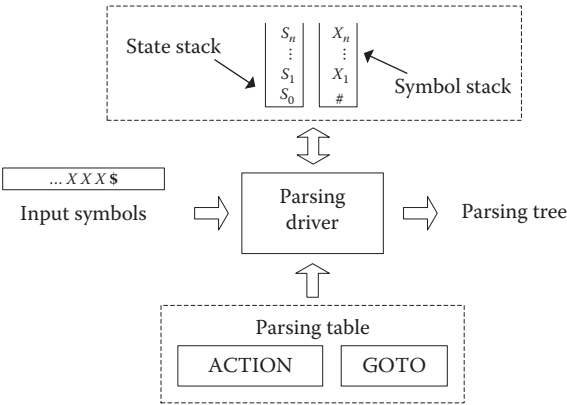 State stack
Sₙ
⋮
S₁
S₀
Xₙ
⋮
X₁
#
Symbol stack
... X X X $
Input symbols
Parsing
driver
Parsing tree
Parsing table
ACTION
GOTO